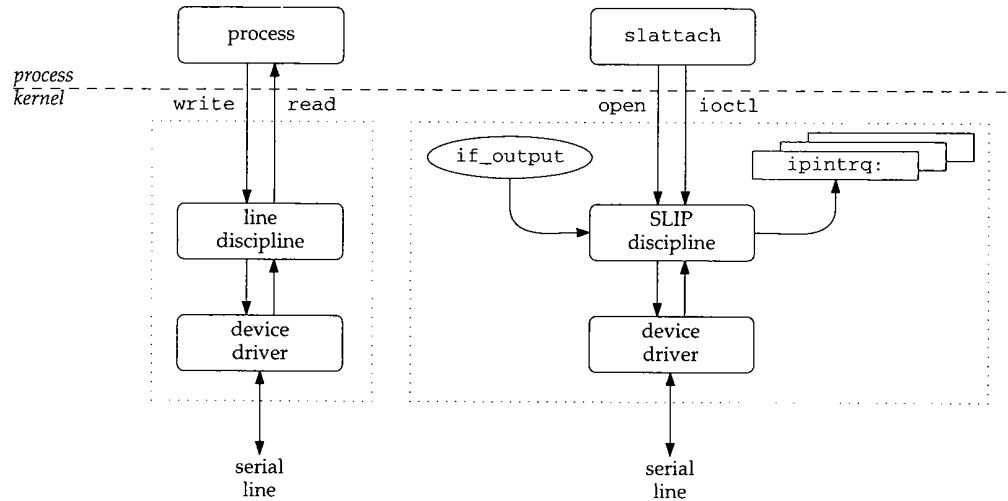 process
slattach
process
kernel
write
read
open
ioctl
if_output
ipintrq:
line
discipline
SLIP
discipline
device
driver
device
driver
serial
line
serial
line